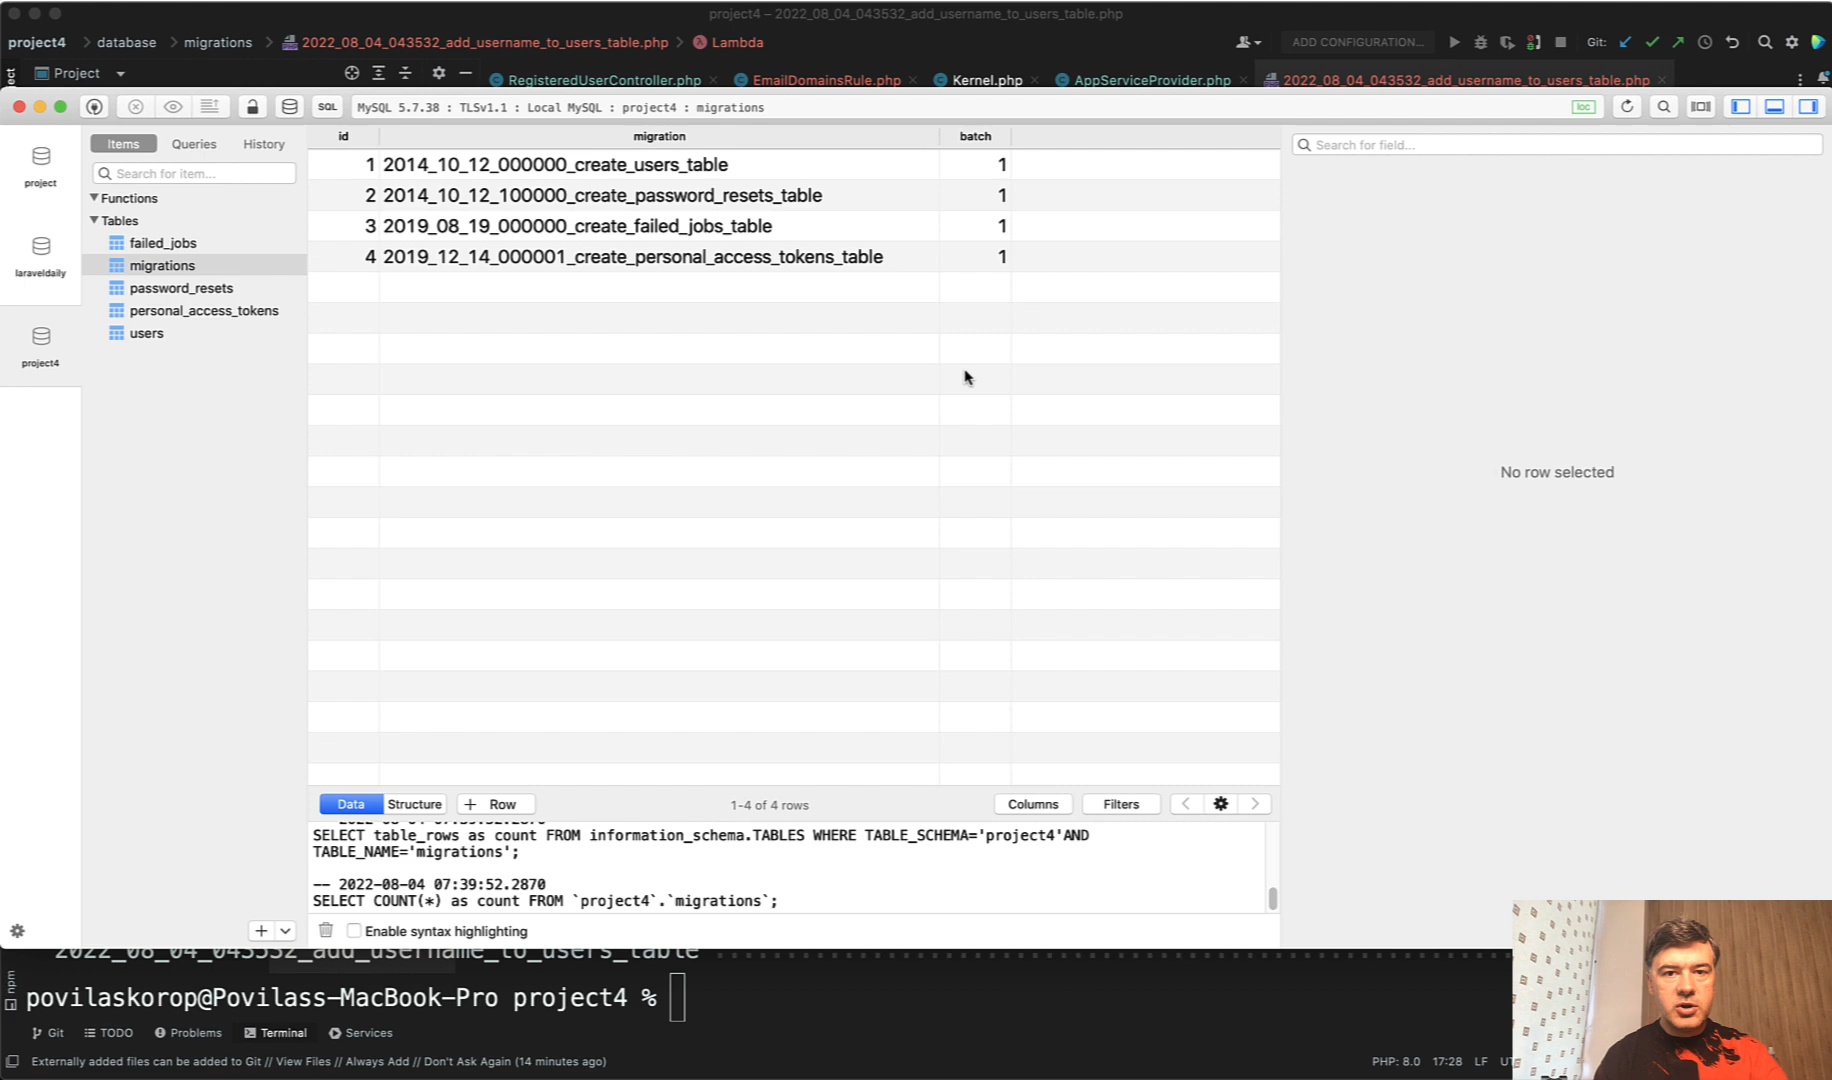 project4 – 2022_08_04_043532_add_username_to_users_table.php
project4 database migrations 2022_08_04_043532_add_username_to_users_table.php Lambda
ADD CONFIGURATION... Git:
Project
RegisteredUserController.php EmailDomainsRule.php Kernel.php AppServiceProvider.php 2022_08_04_043532_add_username_to_users_table.php
SQL MySQL 5.7.38 : TLSv1.1 : Local MySQL : project4 : migrations loc
Items Queries History
Search for item...
Functions
Tables
failed_jobs
migrations
password_resets
personal_access_tokens
users
project
laraveldaily
project4
id migration batch
1 2014_10_12_000000_create_users_table 1
2 2014_10_12_100000_create_password_resets_table 1
3 2019_08_19_000000_create_failed_jobs_table 1
4 2019_12_14_000001_create_personal_access_tokens_table 1
Search for field...
No row selected
Data Structure + Row 1-4 of 4 rows Columns Filters
SELECT table_rows as count FROM information_schema.TABLES WHERE TABLE_SCHEMA='project4'AND
TABLE_NAME='migrations';
-- 2022-08-04 07:39:52.2870
SELECT COUNT(*) as count FROM `project4`.`migrations`;
Enable syntax highlighting
2022_08_04_043532_add_username_to_users_table
npm
povilaskorop@Povilass-MacBook-Pro project4 %
Git TODO Problems Terminal Services
Externally added files can be added to Git // View Files // Always Add // Don't Ask Again (14 minutes ago)
PHP: 8.0 17:28 LF